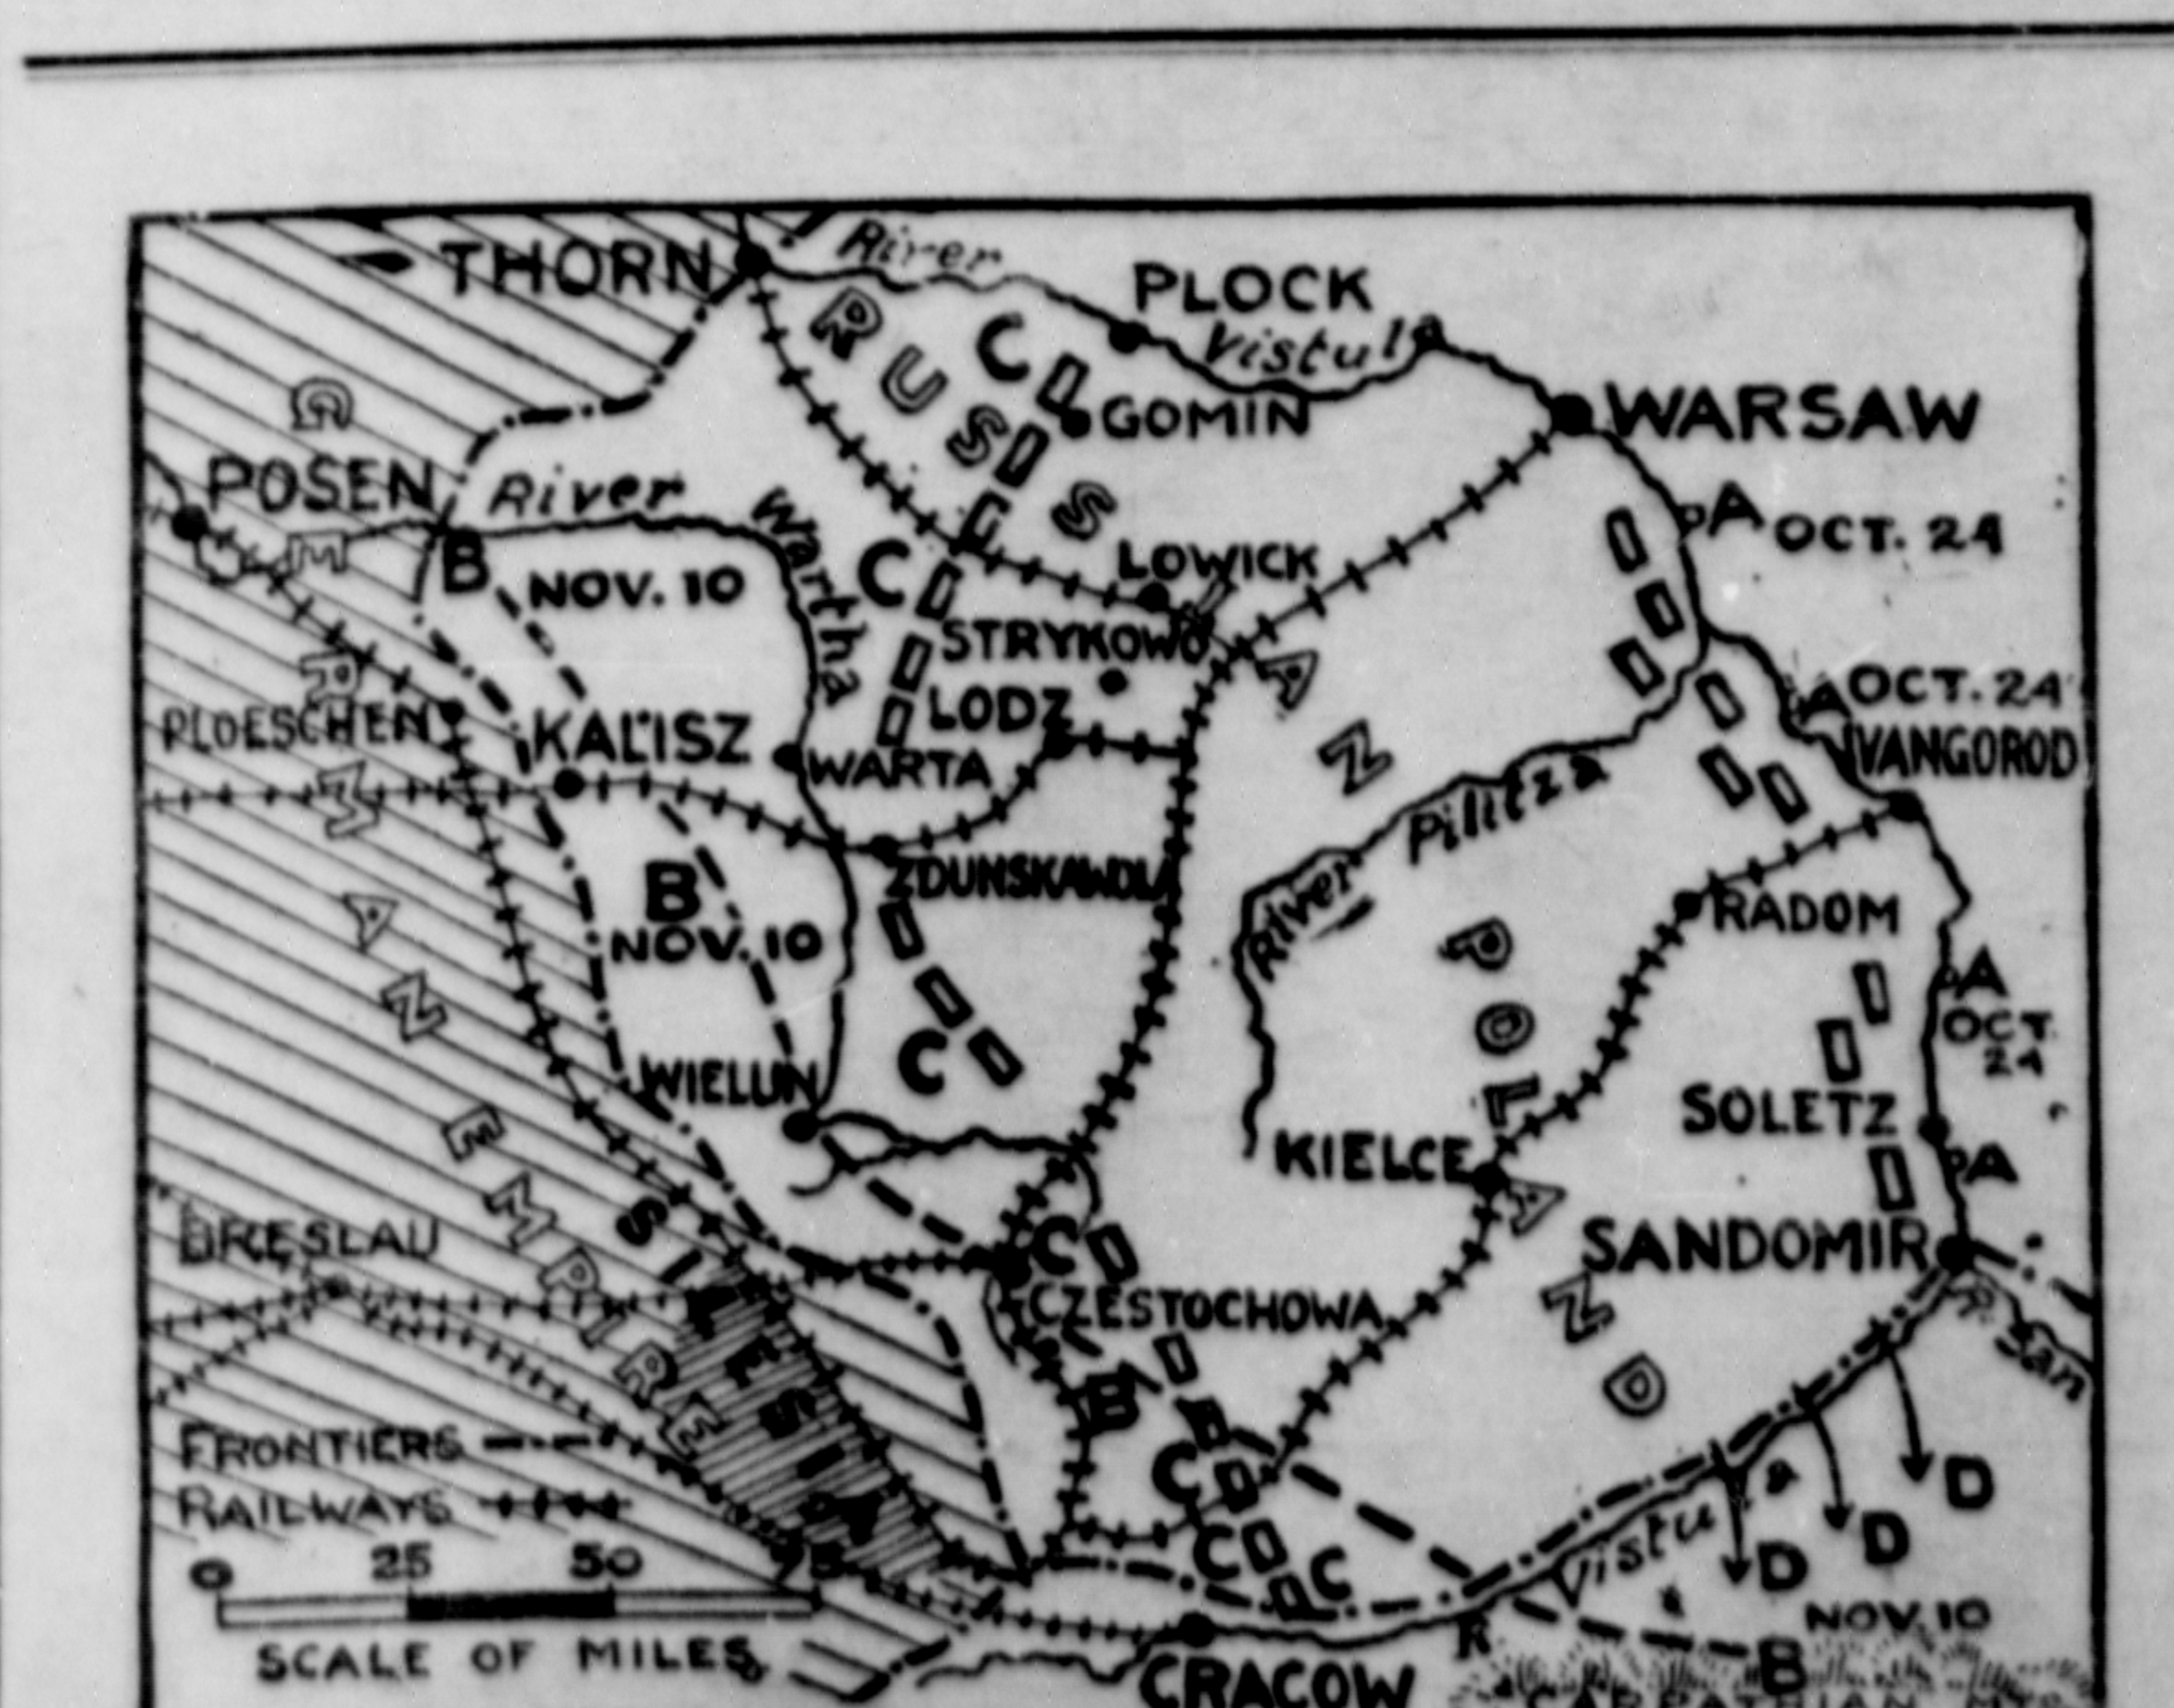 THORN
River
PLOCK
Vistula
RUSSIAN POLAND
C
GOMIN
WARSAW
GERMAN EMPIRE
POSEN
River Wartha
A OCT. 24
B
NOV. 10
C
LOWICK
STRYKOWO
A OCT. 24
IVANGOROD
PLOESCHEN
KALISZ
LODZ
WARTA
River Pilitza
ZDUNSKAWOLA
B
NOV. 10
RADOM
A
OCT.
24
C
WIELUN
SOLETZ
KIELCE
A
BRESLAU
SILESIA
C
SANDOMIR
CZESTOCHOWA
R. San
B
FRONTIERS
RAILWAYS
C
D
C
C
D
Vistula
D
0 25 50 75
NOV. 10
SCALE OF MILES
B
CRACOW
CARPATHIAN